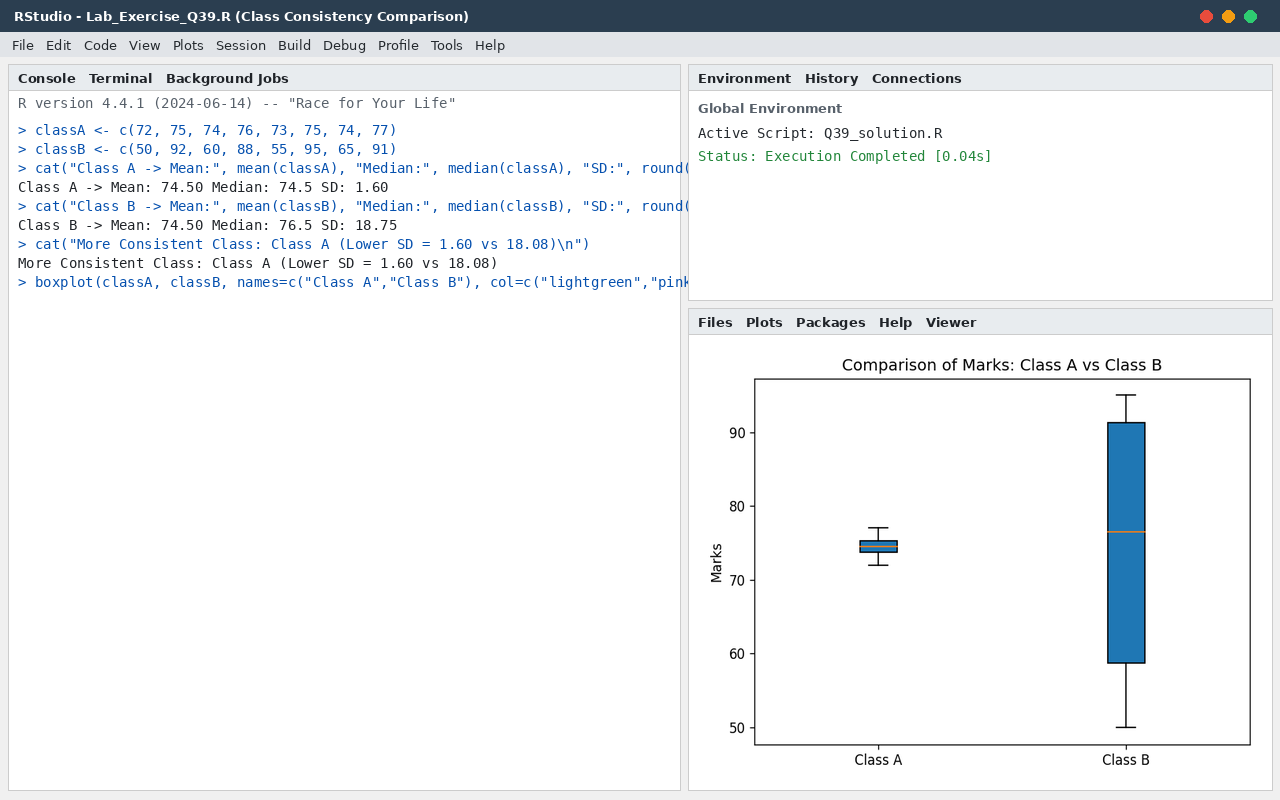 RStudio - Lab_Exercise_Q39.R (Class Consistency Comparison)
File Edit Code View Plots Session Build Debug Profile Tools Help
Console Terminal Background Jobs
R version 4.4.1 (2024-06-14) -- "Race for Your Life"
> classA <- c(72, 75, 74, 76, 73, 75, 74, 77)
> classB <- c(50, 92, 60, 88, 55, 95, 65, 91)
> cat("Class A -> Mean:", mean(classA), "Median:", median(classA), "SD:", round(
Class A -> Mean: 74.50 Median: 74.5 SD: 1.60
> cat("Class B -> Mean:", mean(classB), "Median:", median(classB), "SD:", round(
Class B -> Mean: 74.50 Median: 76.5 SD: 18.75
> cat("More Consistent Class: Class A (Lower SD = 1.60 vs 18.08)\n")
More Consistent Class: Class A (Lower SD = 1.60 vs 18.08)
> boxplot(classA, classB, names=c("Class A","Class B"), col=c("lightgreen","pink
Environment History Connections
Global Environment
Active Script: Q39_solution.R
Status: Execution Completed [0.04s]
Files Plots Packages Help Viewer
Comparison of Marks: Class A vs Class B
Marks
90
80
70
60
50
Class A Class B